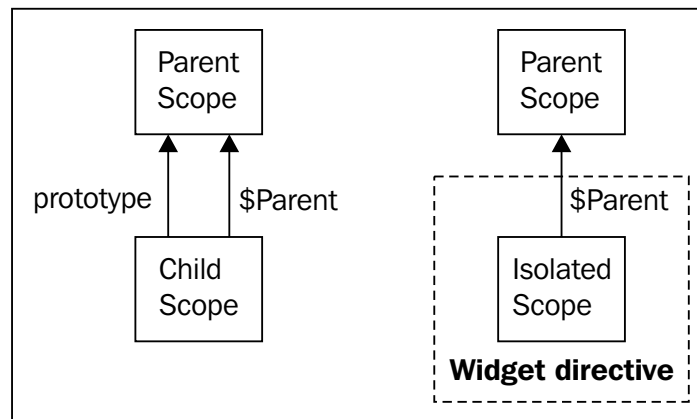 Parent
Scope
prototype
$Parent
Child
Scope
Parent
Scope
$Parent
Isolated
Scope
Widget directive